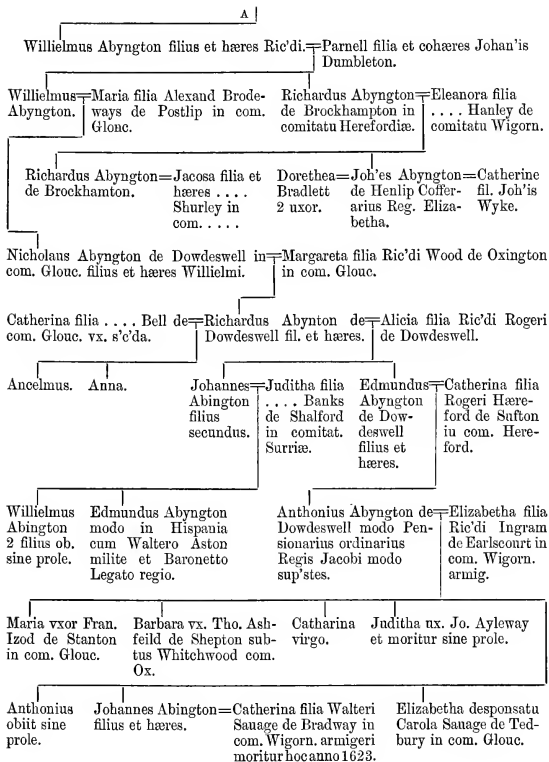 A
Willielmus Abyngton filius et hæres Ric'di.=Parnell filia et cohæres Johan'is
Dumbleton.
Willielmus=Maria filia Alexand Brode-
Abyngton. ways de Postlip in com.
Glouc.
Richardus Abyngton=Eleanora filia
de Brockhampton in .... Hanley de
comitatu Herefordiæ. comitatu Wigorn.
Richardus Abyngton=Jacosa filia et
de Brockhamton. hæres ....
Shurley in
com.....
Dorethea=Joh'es Abyngton=Catherine
Bradlett de Henlip Coffer- fil. Joh'is
2 uxor. arius Reg. Eliza- Wyke.
betha.
Nicholaus Abyngton de Dowdeswell in=Margareta filia Ric'di Wood de Oxington
com. Glouc. filius et hæres Willielmi. in com. Glouc.
Catherina filia .... Bell de=Richardus Abynton de=Alicia filia Ric'di Rogeri
com. Glouc. vx. s'c'da. Dowdeswell fil. et hæres. de Dowdeswell.
Ancelmus. Anna.
Johannes=Juditha filia
Abington .... Banks
filius de Shalford
secundus. in comitat.
Surriæ.
Edmundus=Catherina filia
Abyngton Rogeri Hære-
de Dow- ford de Sufton
deswell iu com. Here-
filius et ford.
hæres.
Willielmus
Abington
2 filius ob.
sine prole.
Edmundus Abyngton
modo in Hispania
cum Waltero Aston
milite et Baronetto
Legato regio.
Anthonius Abyngton de=Elizabetha filia
Dowdeswell modo Pen- Ric'di Ingram
sionarius ordinarius de Earlscourt in
Regis Jacobi modo com. Wigorn.
sup'stes. armig.
Maria vxor Fran.
Izod de Stanton
in com. Glouc.
Barbara vx. Tho. Ash-
feild de Shepton sub-
tus Whitchwood com.
Ox.
Catharina
virgo.
Juditha ux. Jo. Ayleway
et moritur sine prole.
Anthonius
obiit sine
prole.
Johannes Abington=Catherina filia Walteri
filius et hæres. Sauage de Bradway in
com. Wigorn. armigeri
moritur hoc anno 1623.
Elizabetha desponsatu
Carola Sauage de Ted-
bury in com. Glouc.